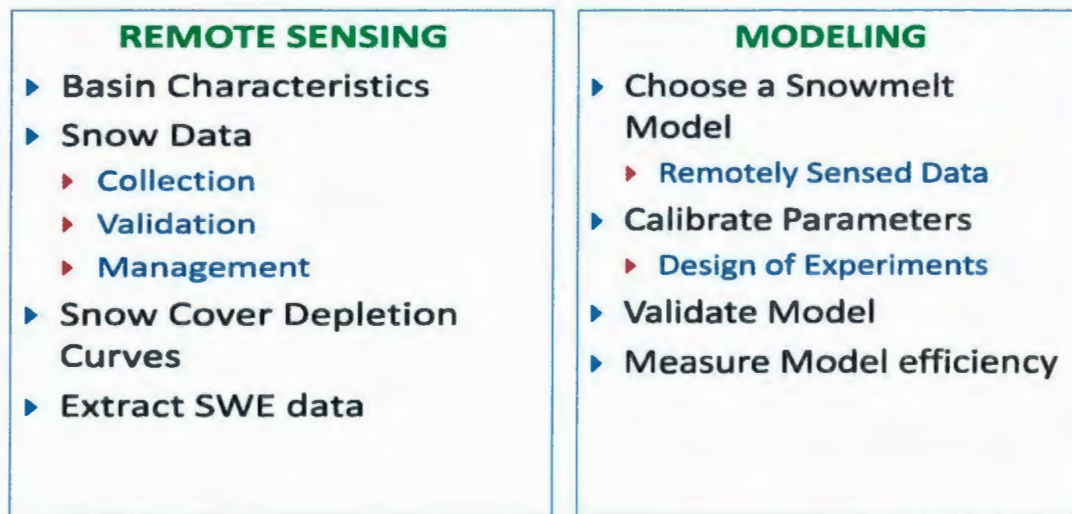 REMOTE SENSING
Basin Characteristics
Snow Data
Collection
Validation
Management
Snow Cover Depletion
Curves
Extract SWE data
MODELING
Choose a Snowmelt
Model
Remotely Sensed Data
Calibrate Parameters
Design of Experiments
Validate Model
Measure Model efficiency